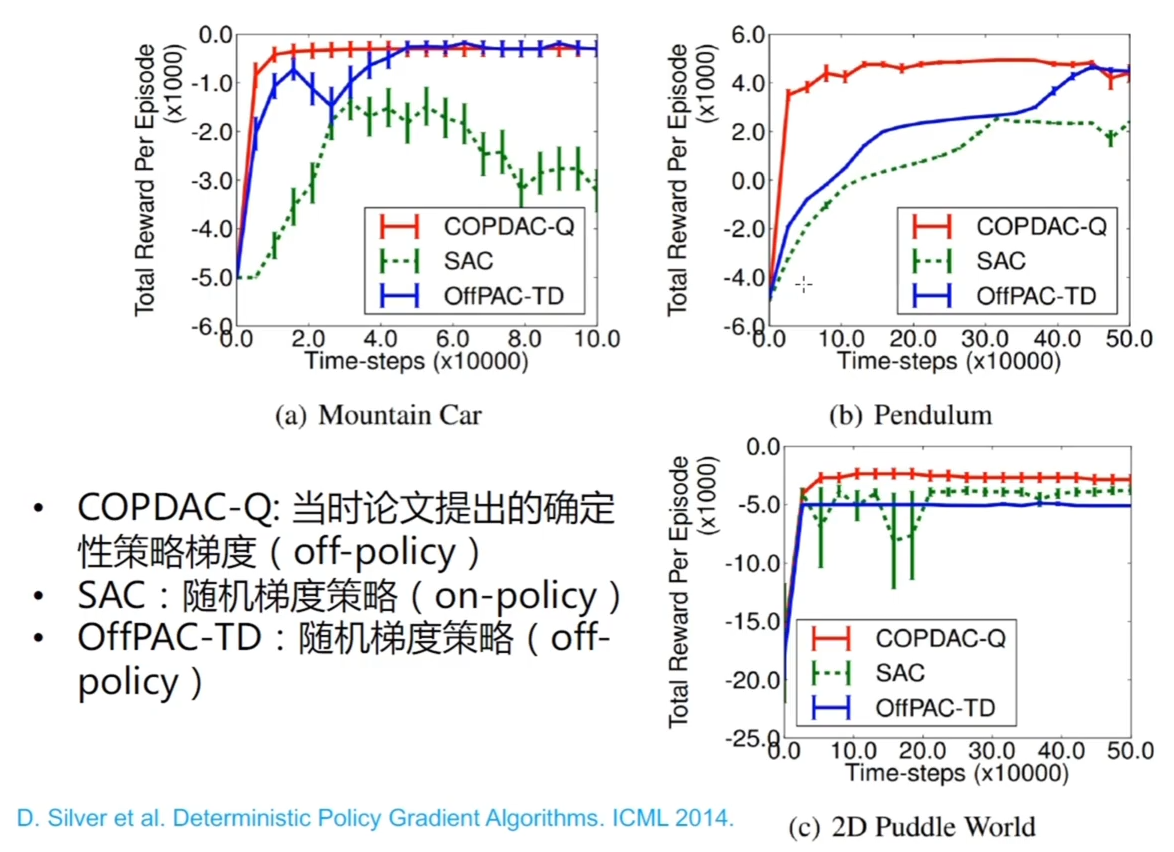 Total Reward Per Episode
(x1000)
0.0
-1.0
-2.0
-3.0
-4.0
-5.0
-6.0
0.0 2.0 4.0 6.0 8.0 10.0
Time-steps (x10000)
COPDAC-Q
SAC
OffPAC-TD
(a) Mountain Car
Total Reward Per Episode
(x1000)
6.0
4.0
2.0
0.0
-2.0
-4.0
-6.0
0.0 10.0 20.0 30.0 40.0 50.0
Time-steps (x10000)
COPDAC-Q
SAC
OffPAC-TD
(b) Pendulum
• COPDAC-Q: 当时论文提出的确定
性策略梯度（off-policy）
• SAC：随机梯度策略（on-policy）
• OffPAC-TD：随机梯度策略（off-
policy）
Total Reward Per Episode
(x1000)
0.0
-5.0
-10.0
-15.0
-20.0
-25.0
0.0 10.0 20.0 30.0 40.0 50.0
Time-steps (x10000)
COPDAC-Q
SAC
OffPAC-TD
(c) 2D Puddle World
D. Silver et al. Deterministic Policy Gradient Algorithms. ICML 2014.